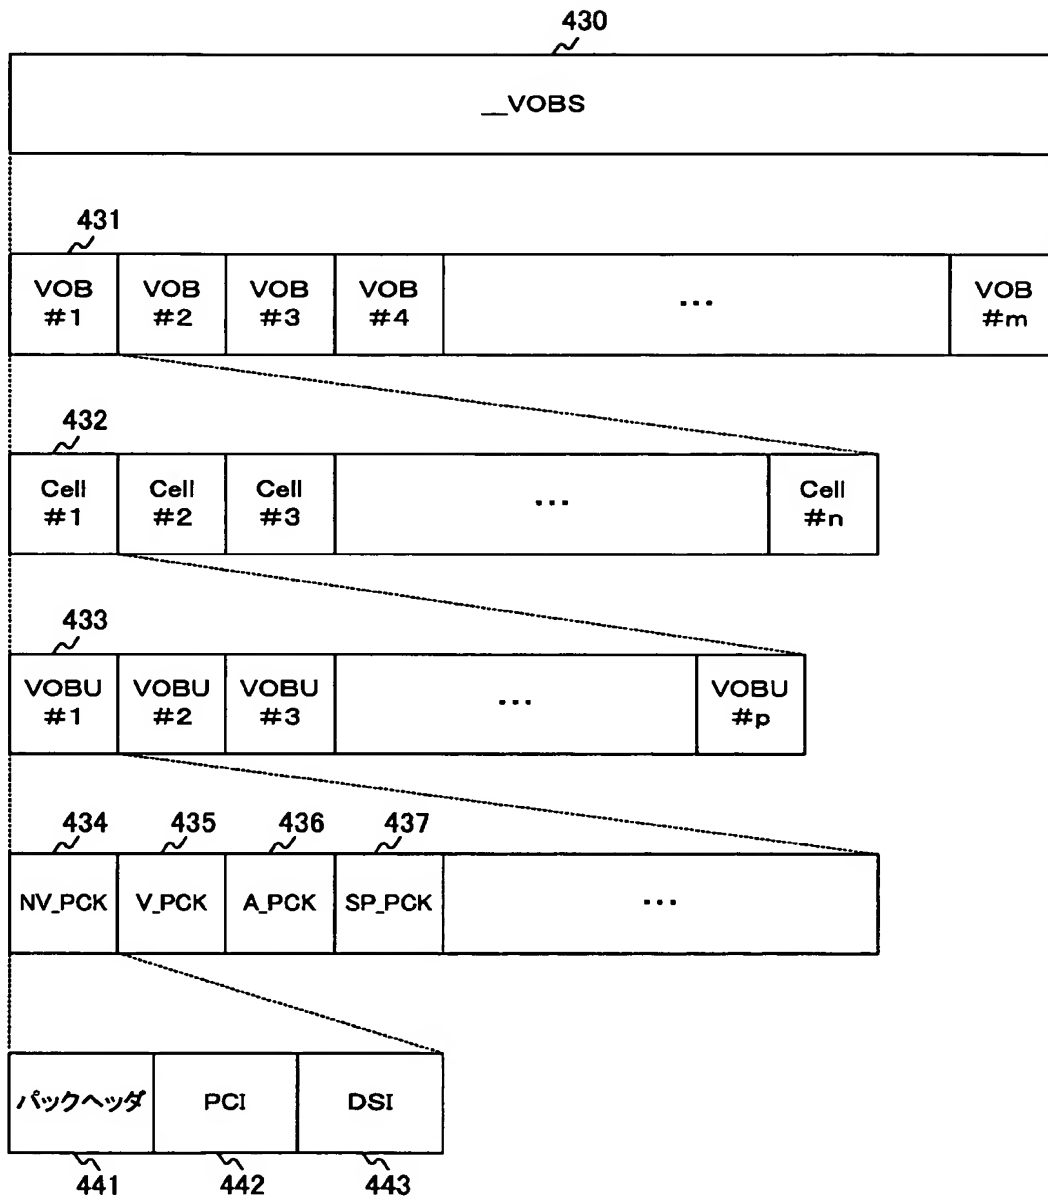 430
__VOBS
431
VOB
#1
VOB
#2
VOB
#3
VOB
#4
...
VOB
#m
432
Cell
#1
Cell
#2
Cell
#3
...
Cell
#n
433
VOBU
#1
VOBU
#2
VOBU
#3
...
VOBU
#p
434
435
436
437
NV_PCK
V_PCK
A_PCK
SP_PCK
...
パックヘッダ
PCI
DSI
441
442
443